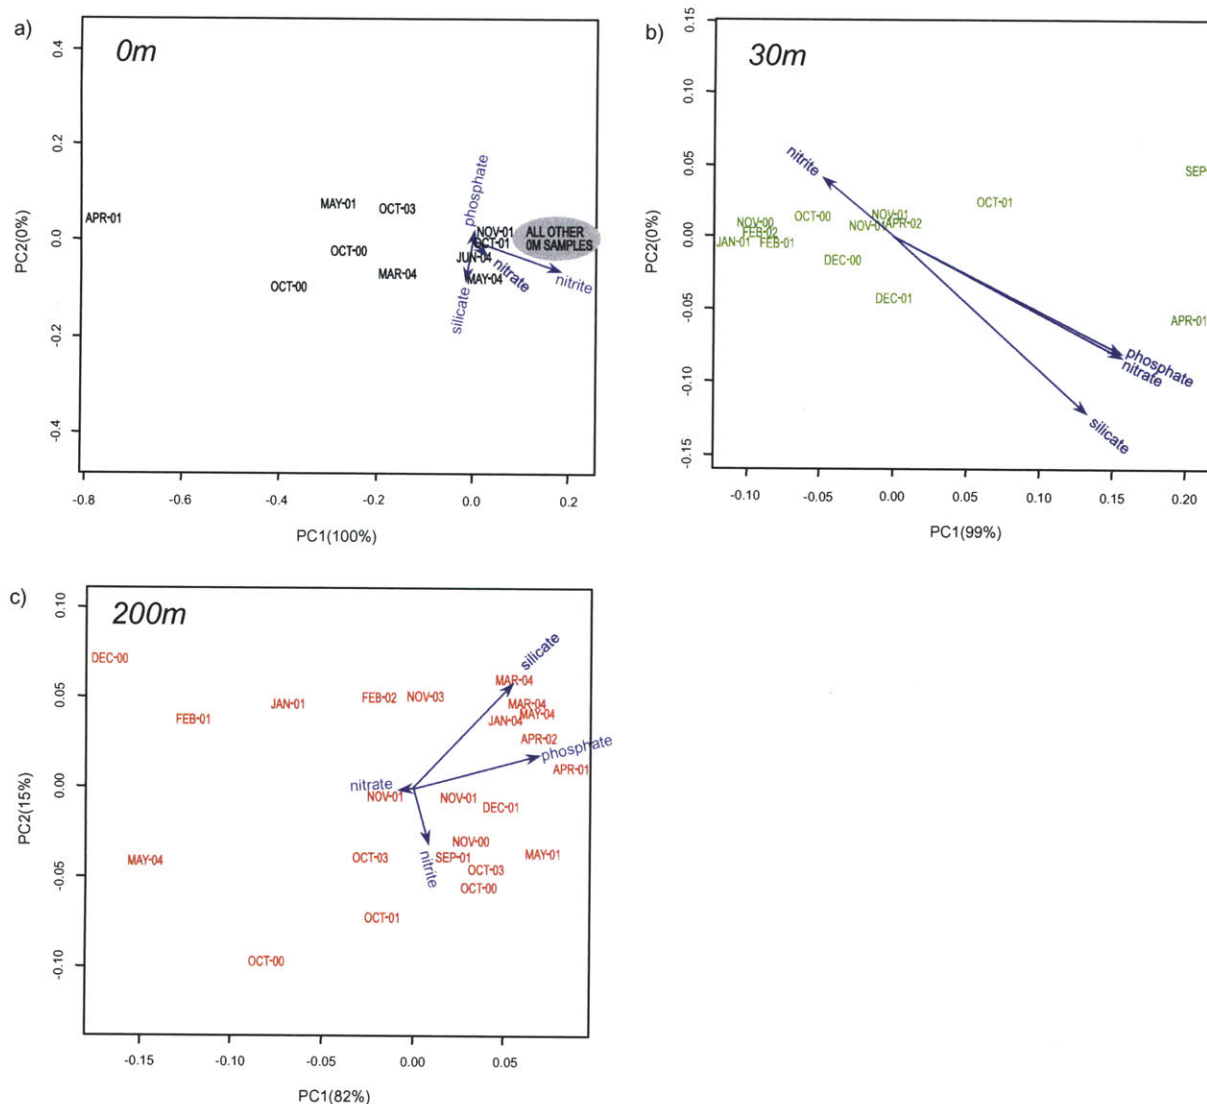 a)
0m
0.4
0.2
0.0
-0.2
-0.4
PC2(0%)
APR-01
MAY-01
OCT-03
OCT-00
OCT-00
MAR-04
phosphate
NOV-01
OCT-01
JUN-04
MAY-04
ALL OTHER
0M SAMPLES
nitrate
nitrite
silicate
-0.8
-0.6
-0.4
-0.2
0.0
0.2
PC1(100%)
b)
30m
0.15
0.10
0.05
0.00
-0.05
-0.10
-0.15
PC2(0%)
nitrite
SEP-
OCT-01
NOV-00
OCT-00
NOV-01
APR-02
NOV-01
FEB-02
JAN-01
FEB-01
DEC-00
DEC-01
APR-01
phosphate
nitrate
silicate
-0.10
-0.05
0.00
0.05
0.10
0.15
0.20
PC1(99%)
c)
200m
0.10
0.05
0.00
-0.05
-0.10
PC2(15%)
DEC-00
silicate
MAR-04
FEB-02
NOV-03
JAN-01
MAR-04
FEB-01
MAY-04
JAN-04
APR-02
phosphate
APR-01
nitrate
NOV-01
NOV-01
DEC-01
NOV-00
MAY-04
OCT-03
SEP-01
MAY-01
nitrite
OCT-03
OCT-00
OCT-01
OCT-00
-0.15
-0.10
-0.05
0.00
0.05
PC1(82%)